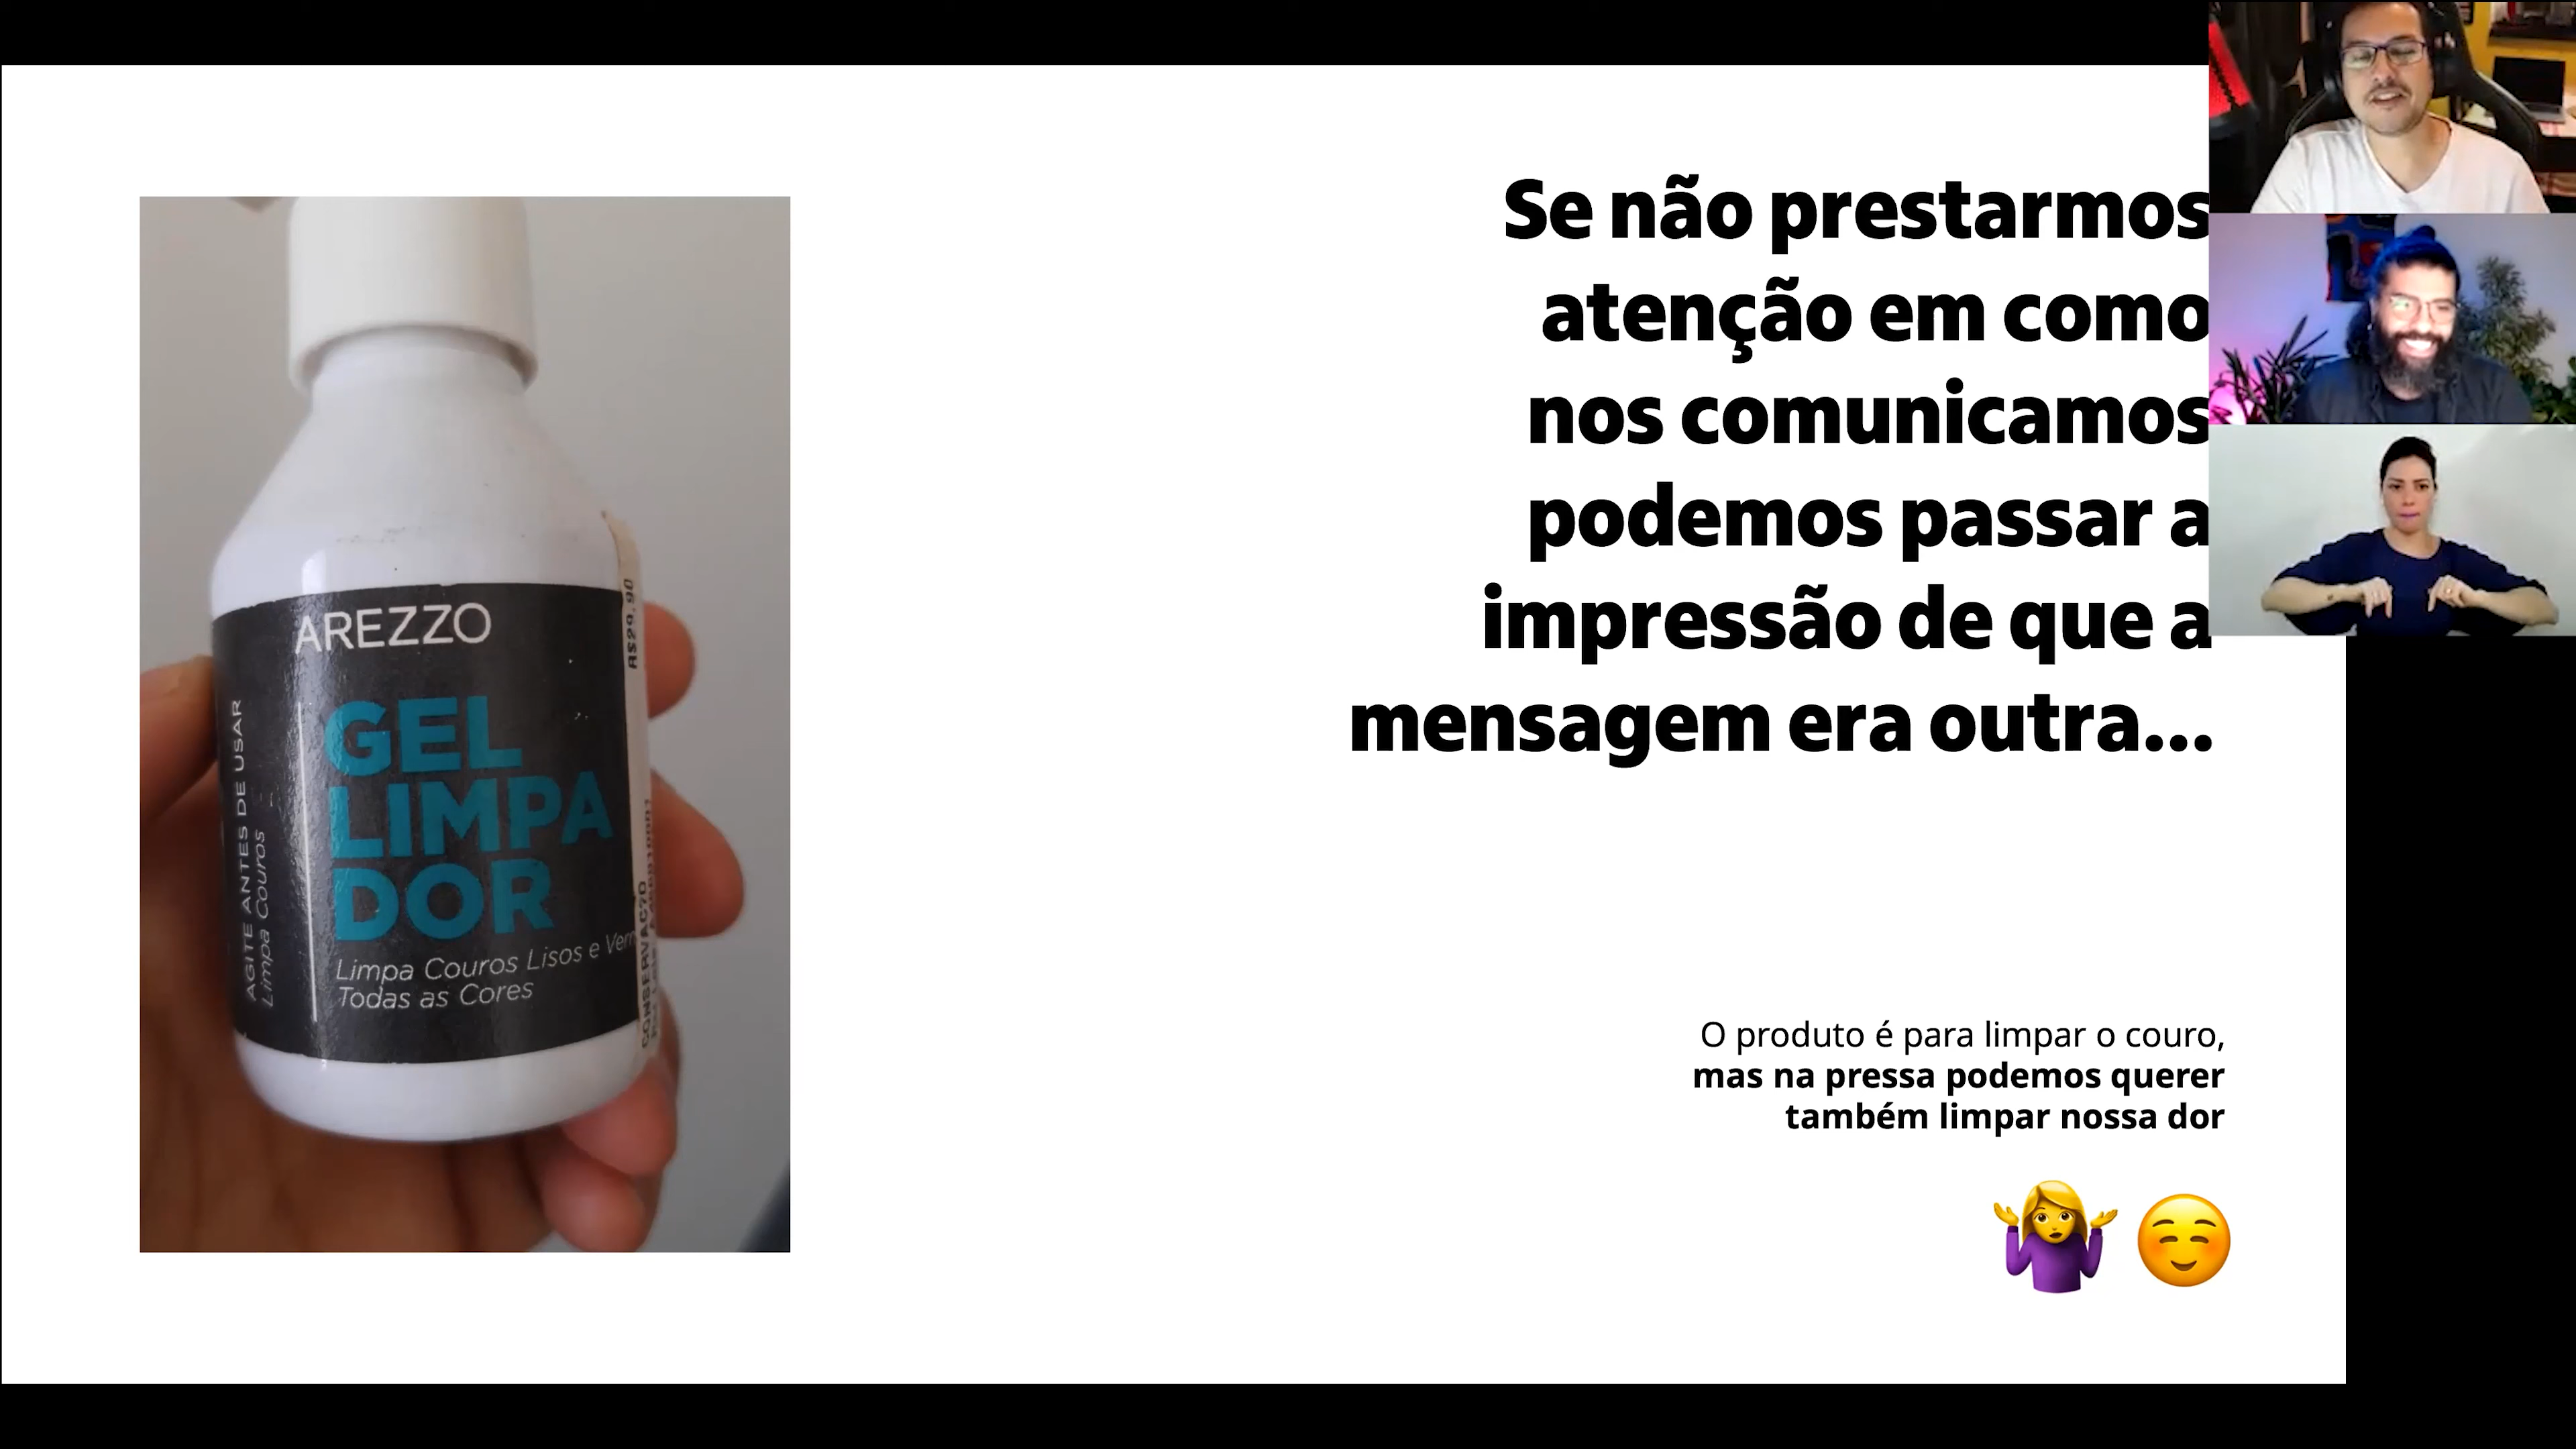 Se não prestarmos
atenção em como
nos comunicamos
podemos passar a
impressão de que a
mensagem era outra...
AREZZO
GEL
LIMPA
DOR
Limpa Couros Lisos e
Todas as Cores
AGITE ANTES DE USAR
Limpa Couros
R$29,90
O produto é para limpar o couro,
mas na pressa podemos querer
também limpar nossa dor